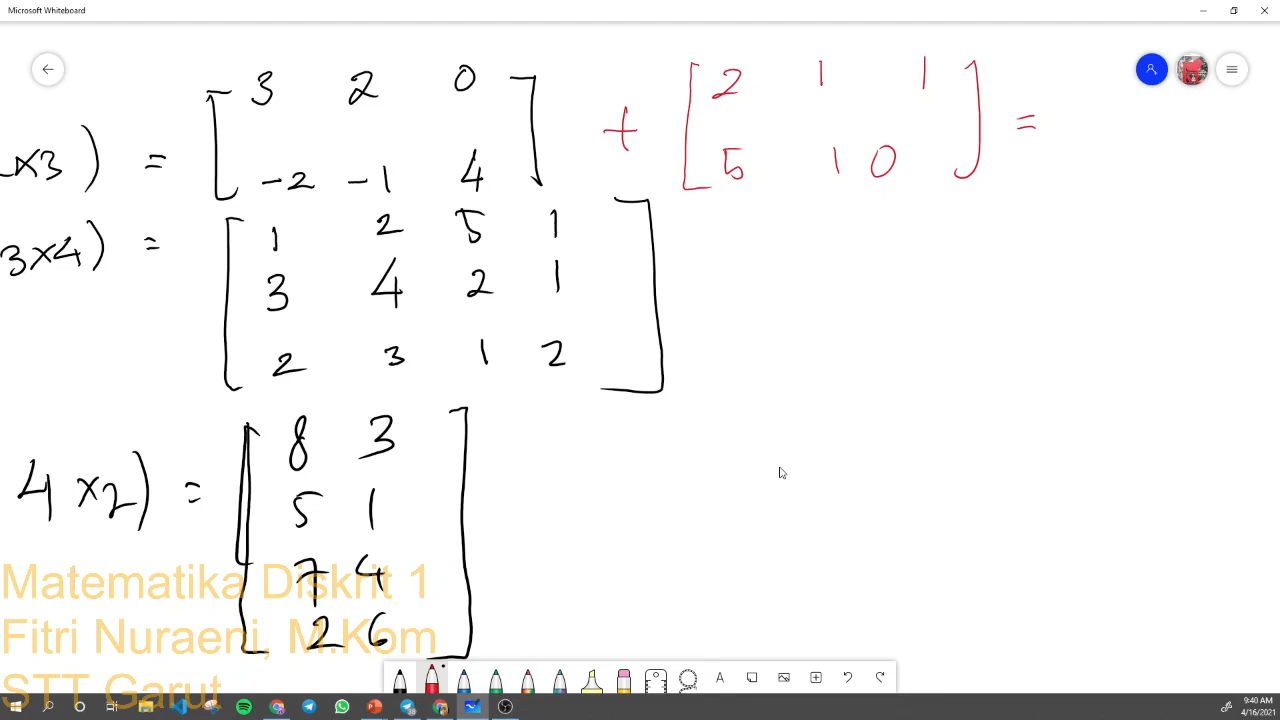 Microsoft Whiteboard
3 2 0 2 1 1
x3) = + =
-2 -1 4 5 1 0
1 2 5 1
3x4) =
3 4 2 1
2 3 1 2
8 3
4 x2) =
5 1
7 4
2 6
Matematika Diskrit 1
Fitri Nuraeni, M.Kom
STT Garut
A
9:40 AM
4/16/2021